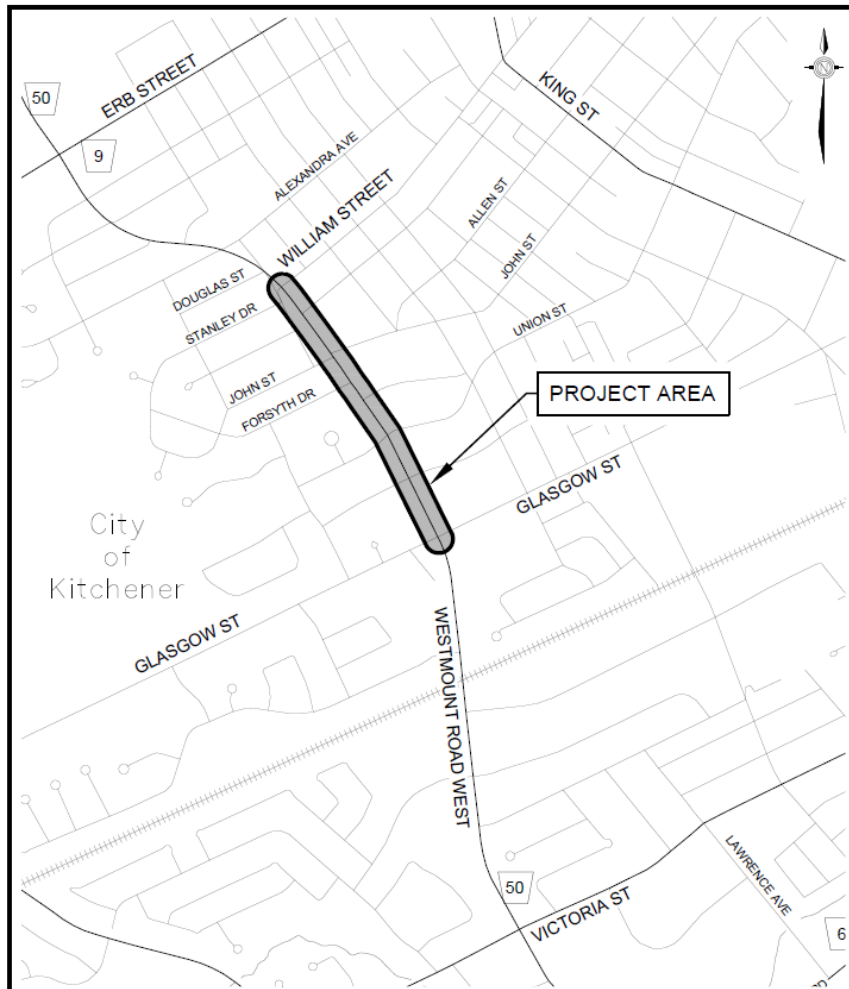 50
ERB STREET
9
KING ST
N
ALEXANDRA AVE
WILLIAM STREET
ALLEN ST
JOHN ST
DOUGLAS ST
STANLEY DR
UNION ST
JOHN ST
FORSYTH DR
PROJECT AREA
GLASGOW ST
City
of
Kitchener
GLASGOW ST
WESTMOUNT ROAD WEST
50
VICTORIA ST
LAWRENCE AVE
6